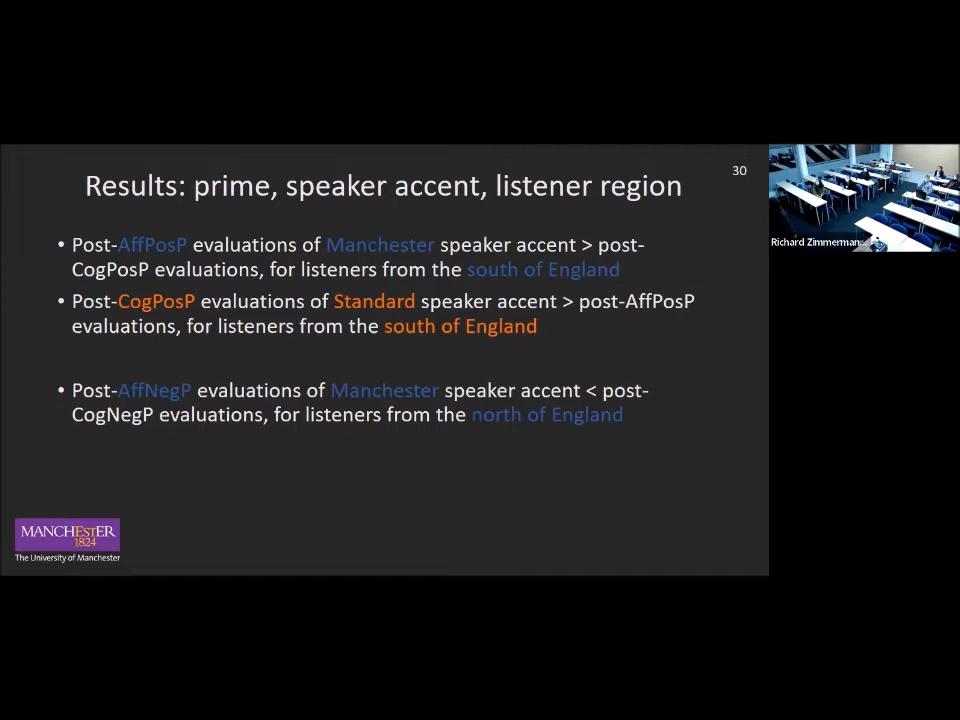 30
Results: prime, speaker accent, listener region
• Post-AffPosP evaluations of Manchester speaker accent > post-
CogPosP evaluations, for listeners from the south of England
• Post-CogPosP evaluations of Standard speaker accent > post-AffPosP
evaluations, for listeners from the south of England
• Post-AffNegP evaluations of Manchester speaker accent < post-
CogNegP evaluations, for listeners from the north of England
Richard Zimmerman...
MANCHESTER
1824
The University of Manchester